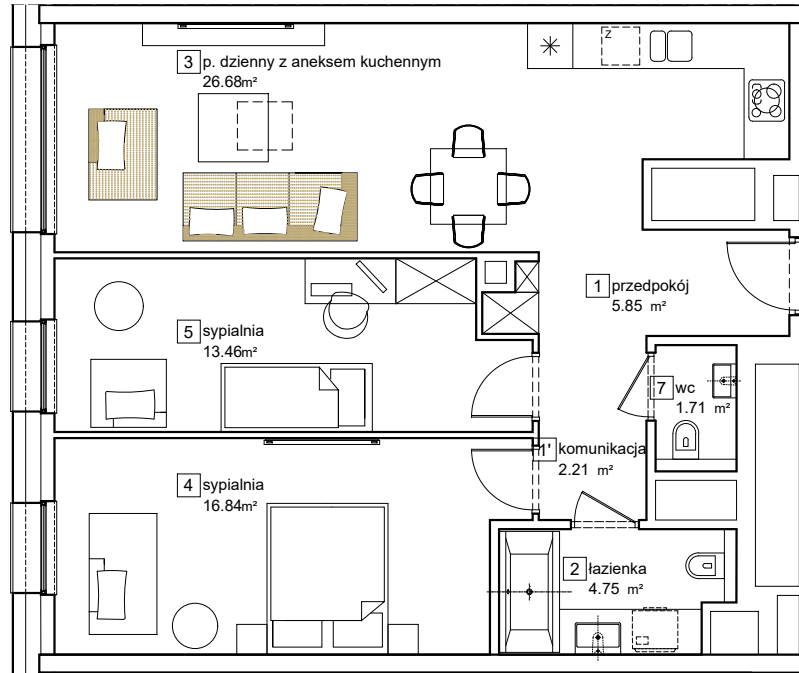 z
3 p. dzienny z aneksem kuchennym
26.68m²
1 przedpokój
5.85 m²
5 sypialnia
13.46m²
7 wc
1.71 m²
1' komunikacja
2.21 m²
4 sypialnia
16.84m²
2 łazienka
4.75 m²